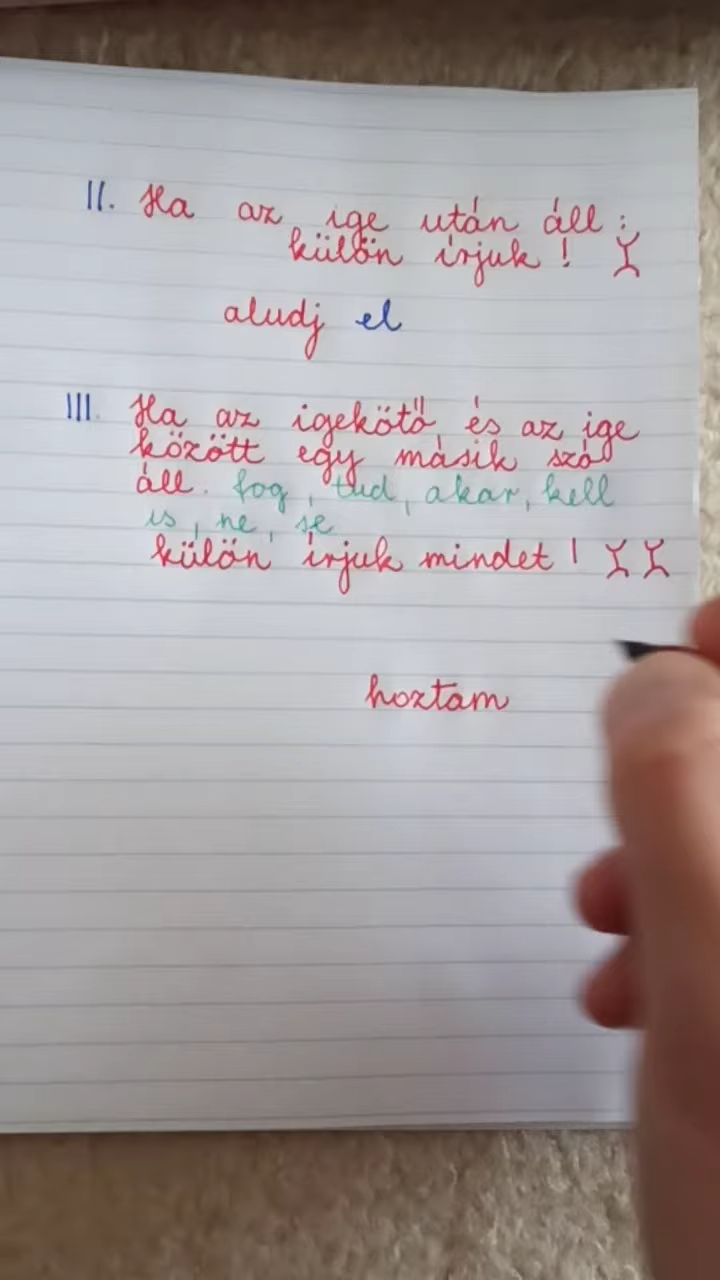 II. Ha az ige után áll:
külön írjuk!
aludj el
III. Ha az igekötő és az ige
között egy másik szó
áll. fog, tud, akar, kell
is, ne, se
külön írjuk mindet!
hoztam